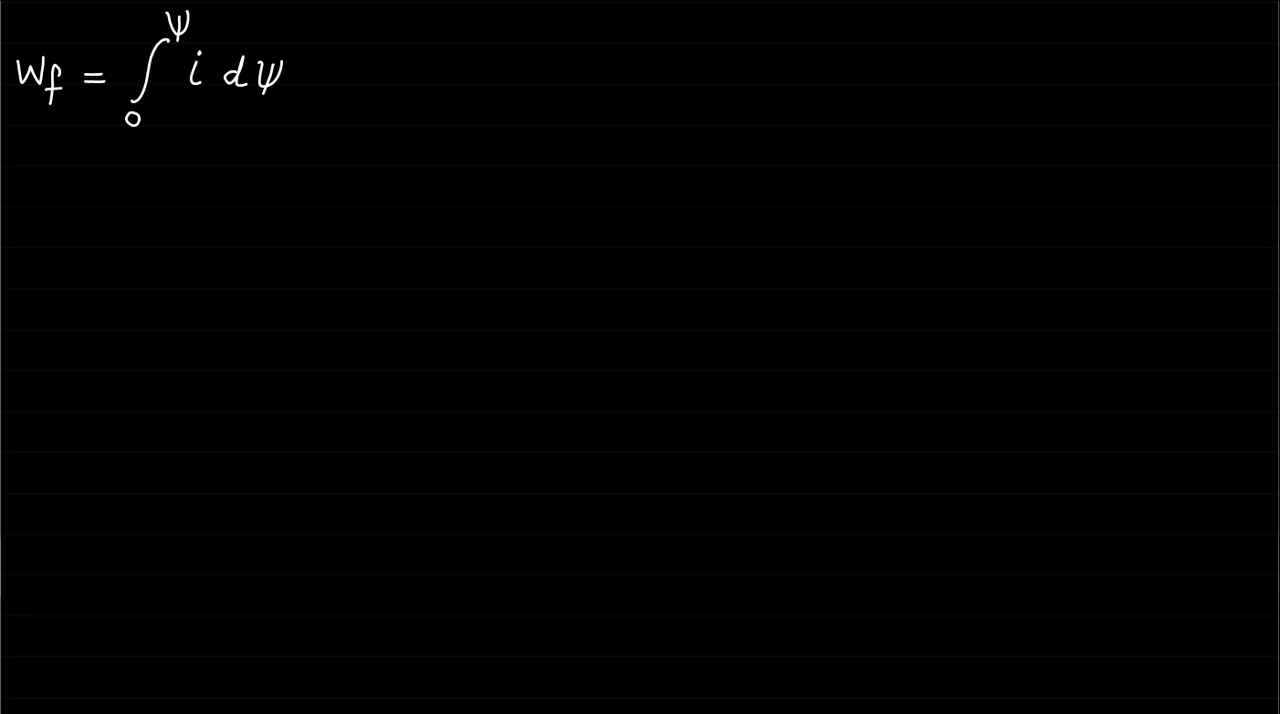 W_f = ∫_0^ψ i dψ